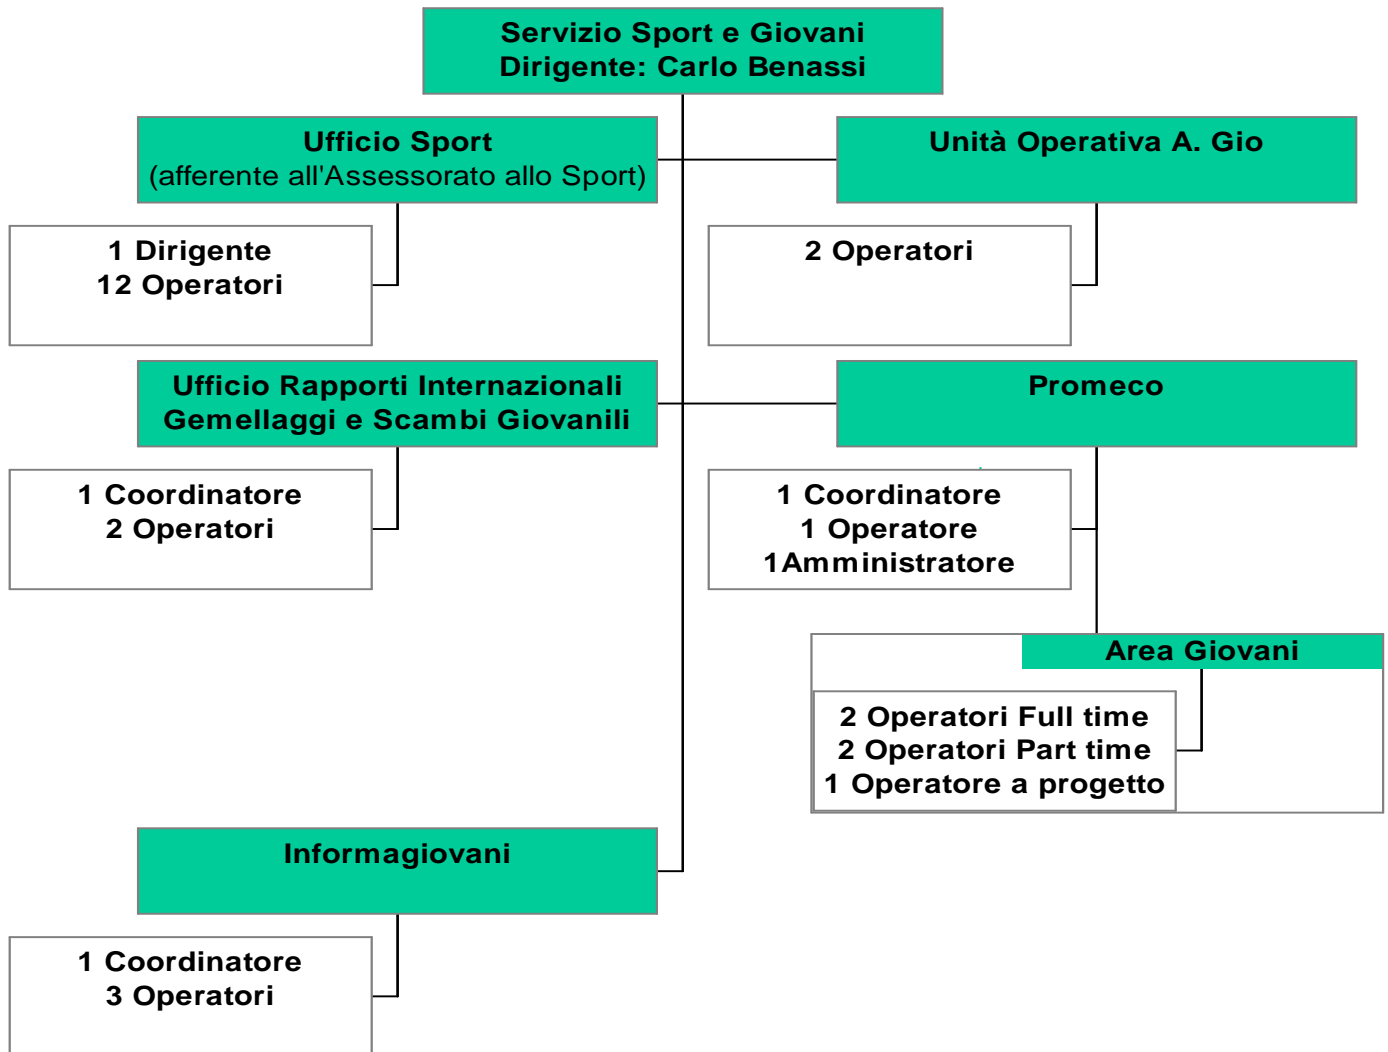 Servizio Sport e Giovani
Dirigente: Carlo Benassi
Ufficio Sport
(afferente all'Assessorato allo Sport)
Unità Operativa A. Gio
1 Dirigente
12 Operatori
2 Operatori
Ufficio Rapporti Internazionali
Gemellaggi e Scambi Giovanili
Promeco
1 Coordinatore
2 Operatori
1 Coordinatore
1 Operatore
1Amministratore
Area Giovani
2 Operatori Full time
2 Operatori Part time
1 Operatore a progetto
Informagiovani
1 Coordinatore
3 Operatori